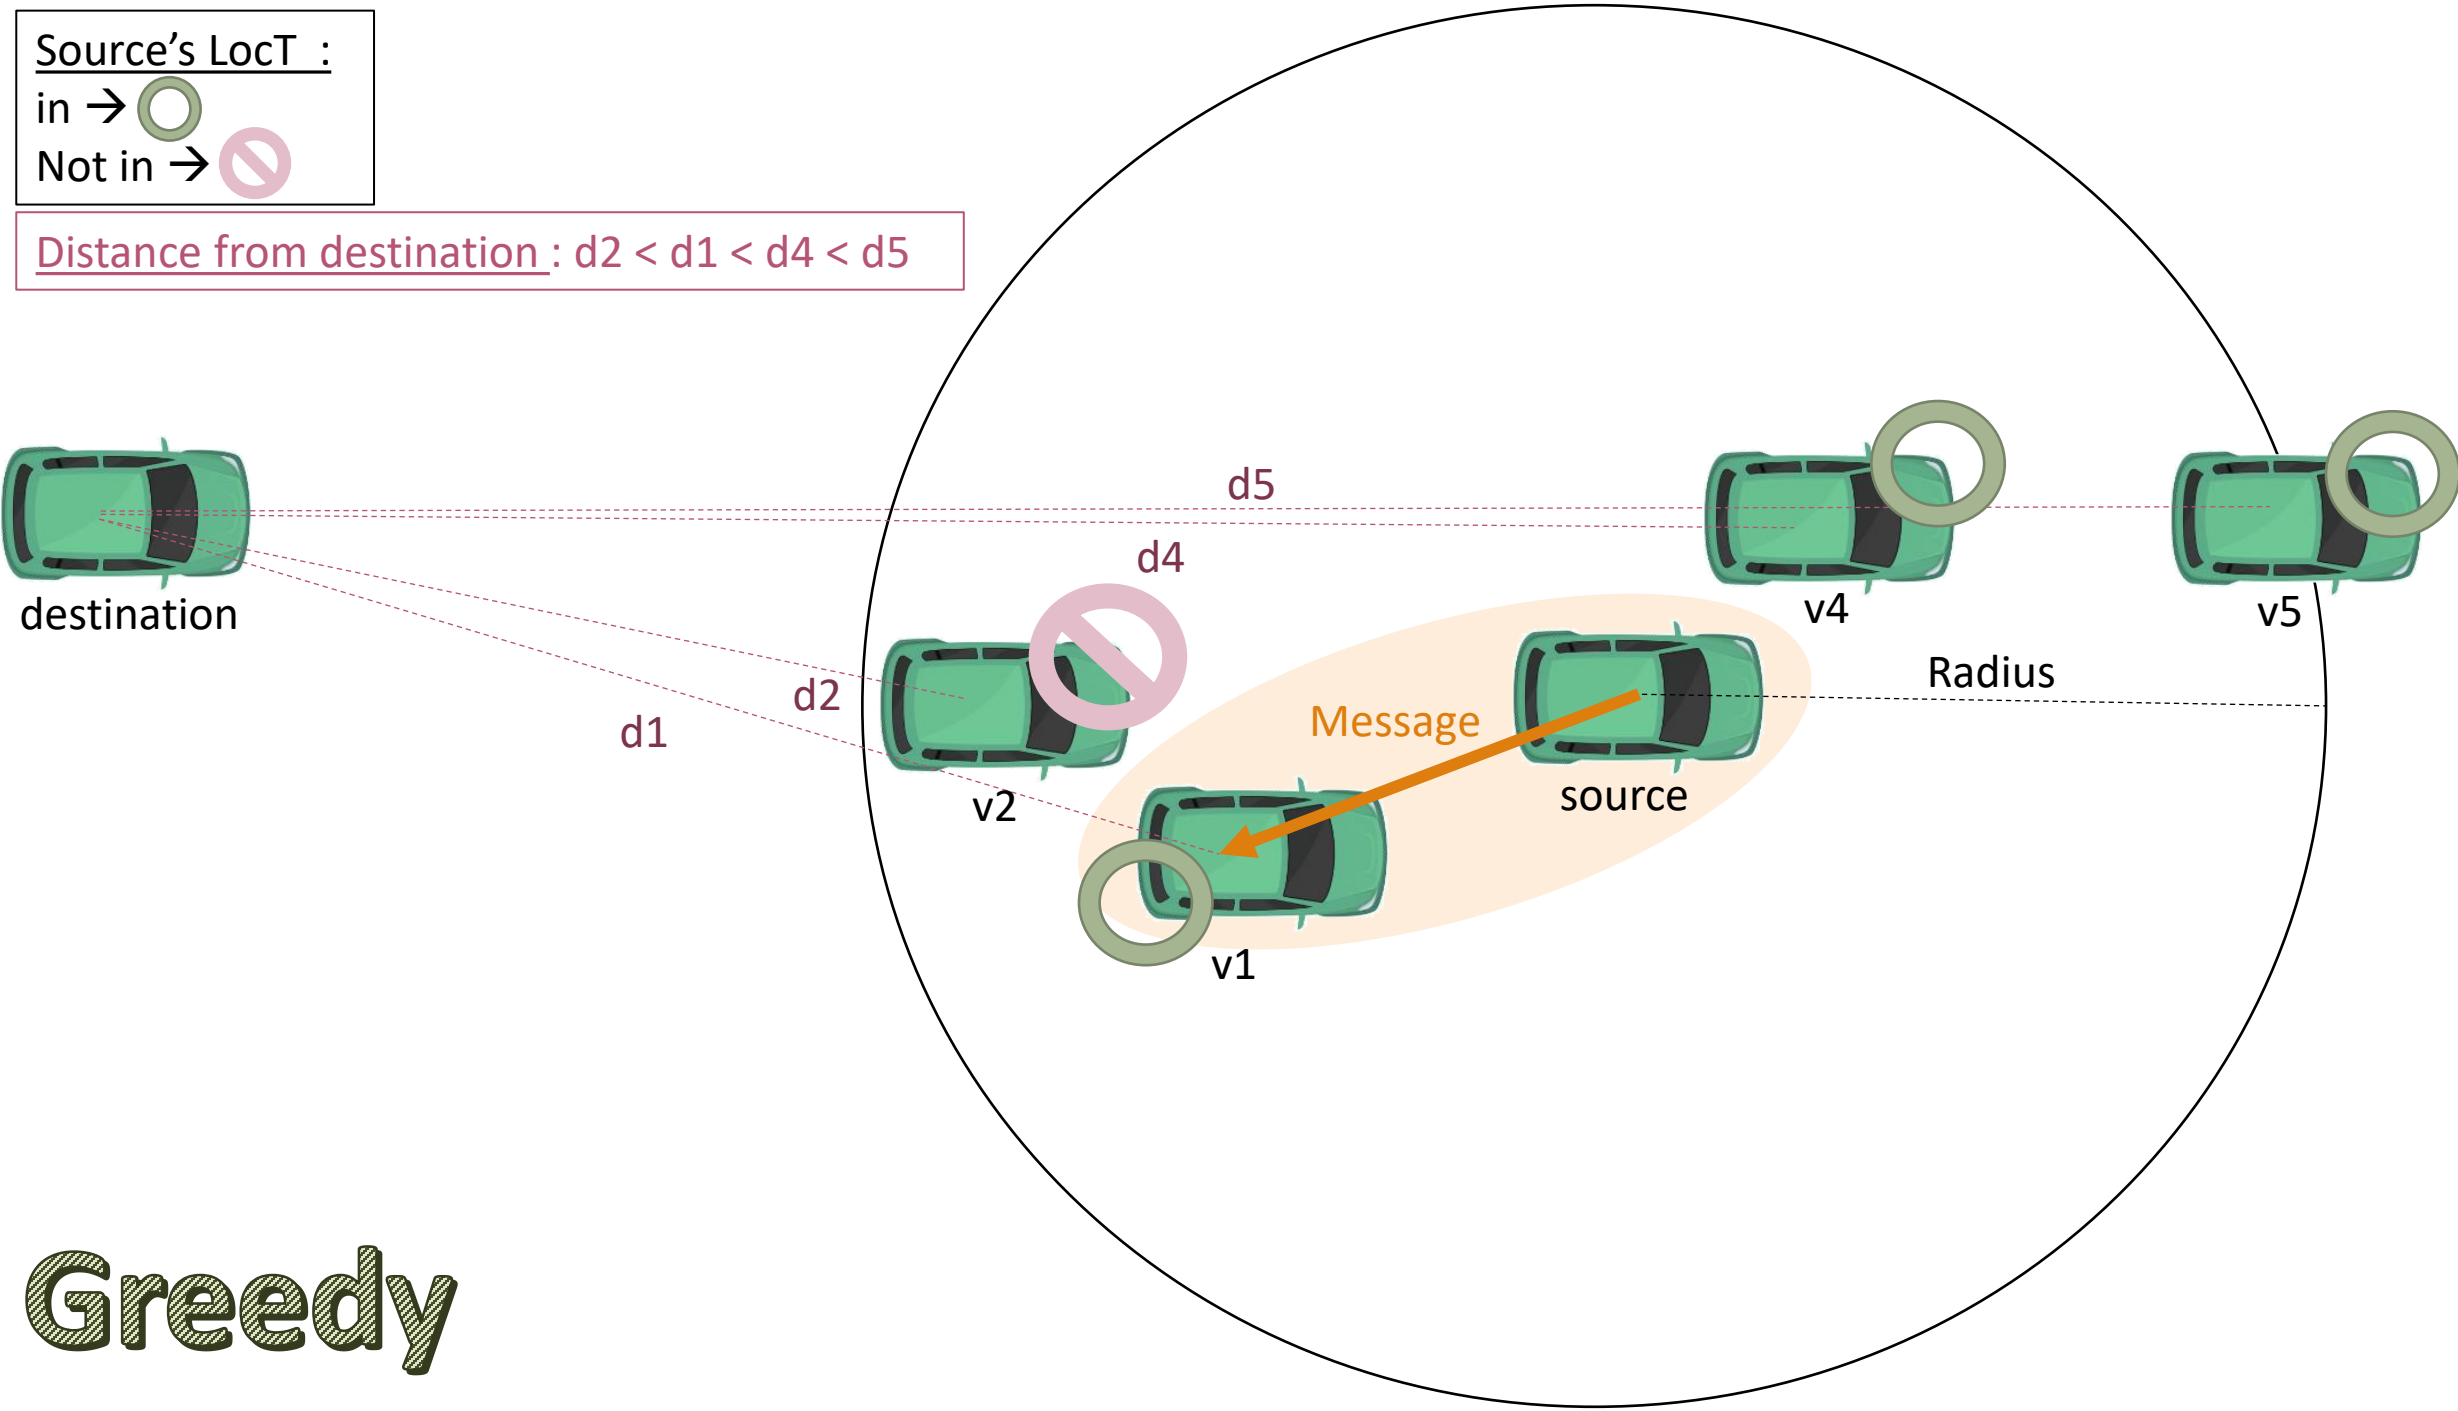 Source’s LocT :
in →
Not in →
Distance from destination : d2 < d1 < d4 < d5
d5
d4
destination
v4
v5
Radius
d2
d1
Message
v2
source
v1
Greedy